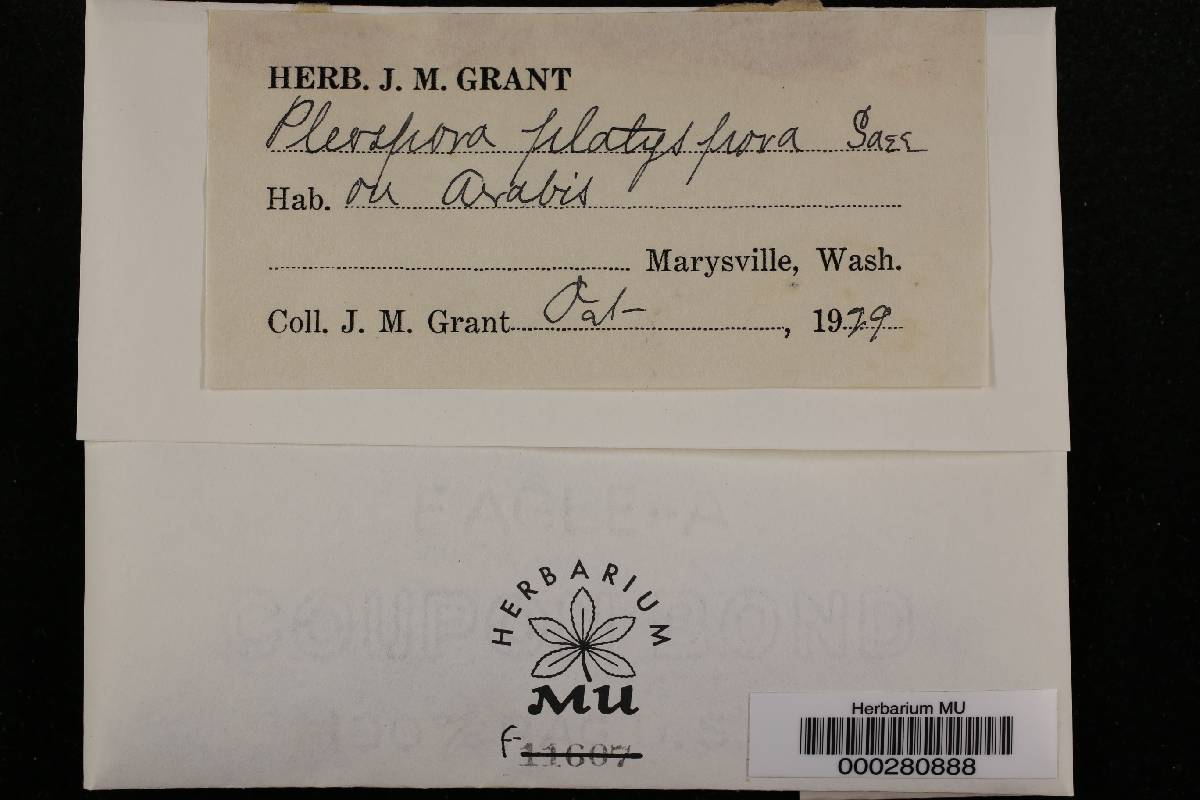 HERB. J. M. GRANT
Pleospora platyspora Sacc
Hab. on Arabis
Marysville, Wash.
Coll. J. M. Grant Oct- , 1929
HERBARIUM
MU
F-11607
Herbarium MU
000280888